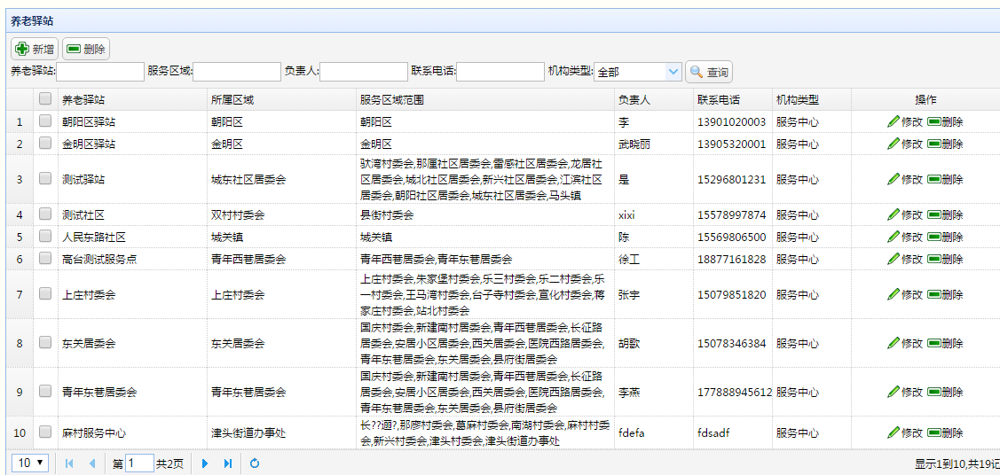 养老驿站
新增 删除
养老驿站: 服务区域: 负责人: 联系电话: 机构类型: 全部 查询
养老驿站 所属区域 服务区域范围 负责人 联系电话 机构类型 操作
1 朝阳区驿站 朝阳区 朝阳区 李 13901020003 服务中心 修改 删除
2 金明区驿站 金明区 金明区 武晓丽 13905320001 服务中心 修改 删除
驮湾村委会,那厘社区居委会,雷感社区居委会,龙居社
3 测试驿站 城东社区居委会 区居委会,城北社区居委会,新兴社区居委会,江滨社区 是 15296801231 服务中心 修改 删除
居委会,朝阳社区居委会,城东社区居委会,马头镇
4 测试社区 双村村委会 县街村委会 xixi 15578997874 服务中心 修改 删除
5 人民东路社区 城关镇 城关镇 陈 15569806500 服务中心 修改 删除
6 高台测试服务点 青年西巷居委会 青年西巷居委会,青年东巷居委会 徐工 18877161828 服务中心 修改 删除
上庄村委会,朱家堡村委会,乐三村委会,乐二村委会,乐
7 上庄村委会 上庄村委会 一村委会,王马湾村委会,台子寺村委会,宣化村委会,蒋 张宇 15079851820 服务中心 修改 删除
家庄村委会,站北村委会
国庆村委会,新建南村居委会,青年西巷居委会,长征路
8 东关居委会 东关居委会 居委会,安居小区居委会,西关居委会,医院西路居委会, 胡歌 15078346384 服务中心 修改 删除
青年东巷居委会,东关居委会,县府街居委会
国庆村委会,新建南村居委会,青年西巷居委会,长征路
9 青年东巷居委会 青年东巷居委会 居委会,安居小区居委会,西关居委会,医院西路居委会, 李燕 177888945612 服务中心 修改 删除
青年东巷居委会,东关居委会,县府街居委会
长??逦?,那廖村委会,葛麻村委会,南湖村委会,麻村村委
10 麻村服务中心 津头街道办事处 会,新兴村委会,津头村委会,津头街道办事处 fdefa fdsadf 服务中心 修改 删除
10 第 1 共2页 显示1到10,共19记